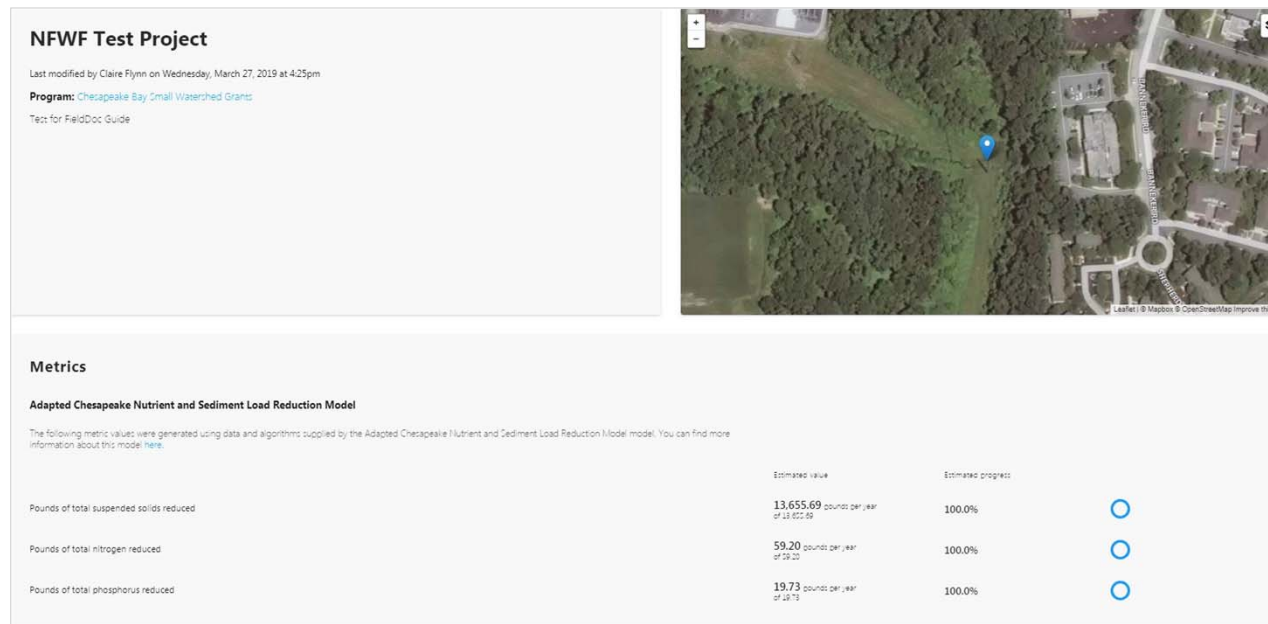 NFWF Test Project
Last modified by Claire Flynn on Wednesday, March 27, 2019 at 4:25pm
Program: Chesapeake Bay Small Watershed Grants
Test for FieldDoc Guide
+
−
BANNEKER RD
BANNEKER RD
Leaflet | © Mapbox © OpenStreetMap Improve
Metrics
Adapted Chesapeake Nutrient and Sediment Load Reduction Model
The following metric values were generated using data and algorithms supplied by the Adapted Chesapeake Nutrient and Sediment Load Reduction Model model. You can find more
information about this model here.
Estimated value Estimated progress
Pounds of total suspended solids reduced 13,655.69 pounds per year 100.0%
of 13,655.69
Pounds of total nitrogen reduced 59.20 pounds per year 100.0%
of 59.20
Pounds of total phosphorus reduced 19.73 pounds per year 100.0%
of 19.73